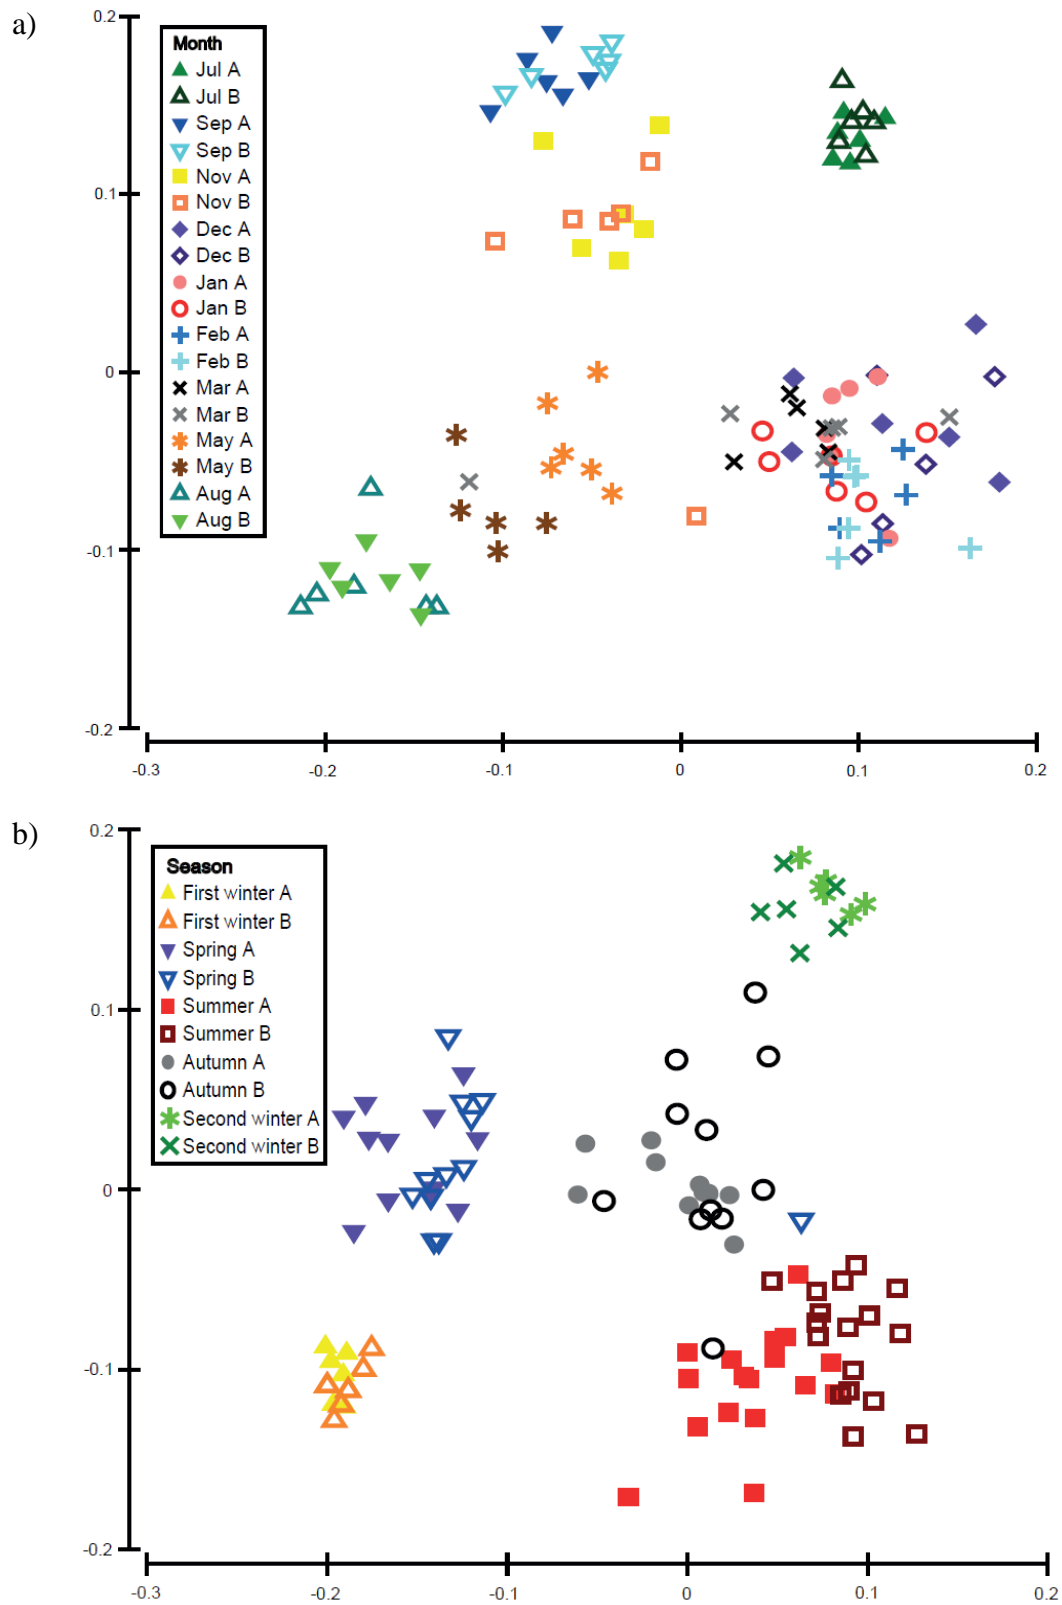 a)
0.2
0.1
0
-0.1
-0.2
Month
Jul A
Jul B
Sep A
Sep B
Nov A
Nov B
Dec A
Dec B
Jan A
Jan B
Feb A
Feb B
Mar A
Mar B
May A
May B
Aug A
Aug B
-0.3 -0.2 -0.1 0 0.1 0.2
b)
0.2
0.1
0
-0.1
-0.2
Season
First winter A
First winter B
Spring A
Spring B
Summer A
Summer B
Autumn A
Autumn B
Second winter A
Second winter B
-0.3 -0.2 -0.1 0 0.1 0.2